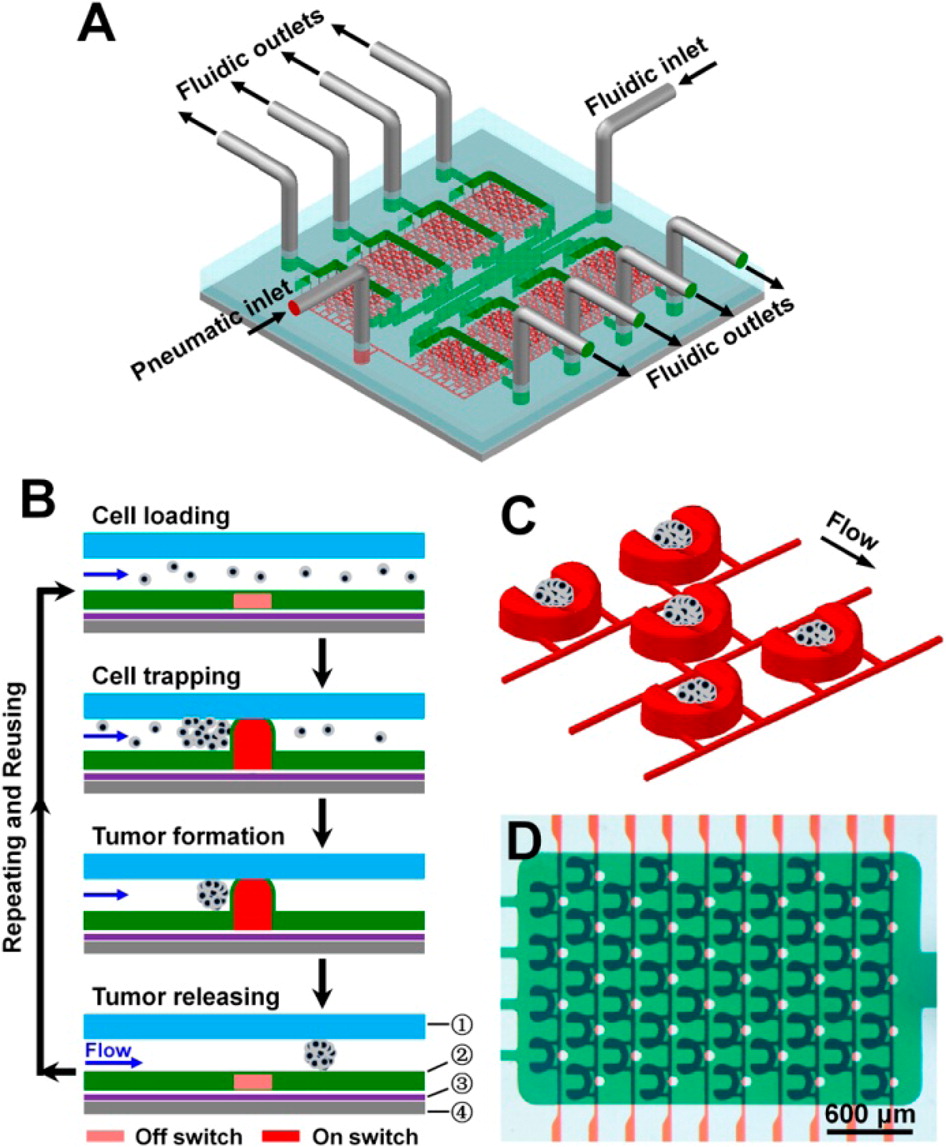 A
Fluidic outlets
Fluidic inlet
Pneumatic inlet
Fluidic outlets
B
Cell loading
Cell trapping
Tumor formation
Tumor releasing
Flow
Repeating and Reusing
①
②
③
④
Off switch
On switch
C
Flow
D
600 µm